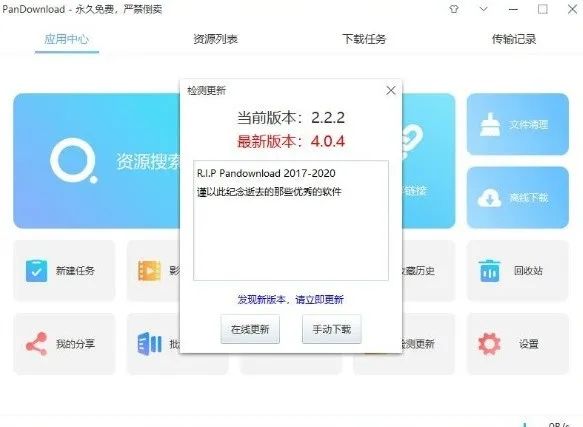 PanDownload - 永久免费，严禁倒卖
应用中心
资源列表
下载任务
传输记录
检测更新
当前版本：2.2.2
最新版本：4.0.4
R.I.P Pandownload 2017-2020
谨以此纪念逝去的那些优秀的软件
发现新版本，请立即更新
在线更新
手动下载
资源搜索
链接
文件清理
离线下载
新建任务
影
收藏历史
回收站
我的分享
批
检测更新
设置